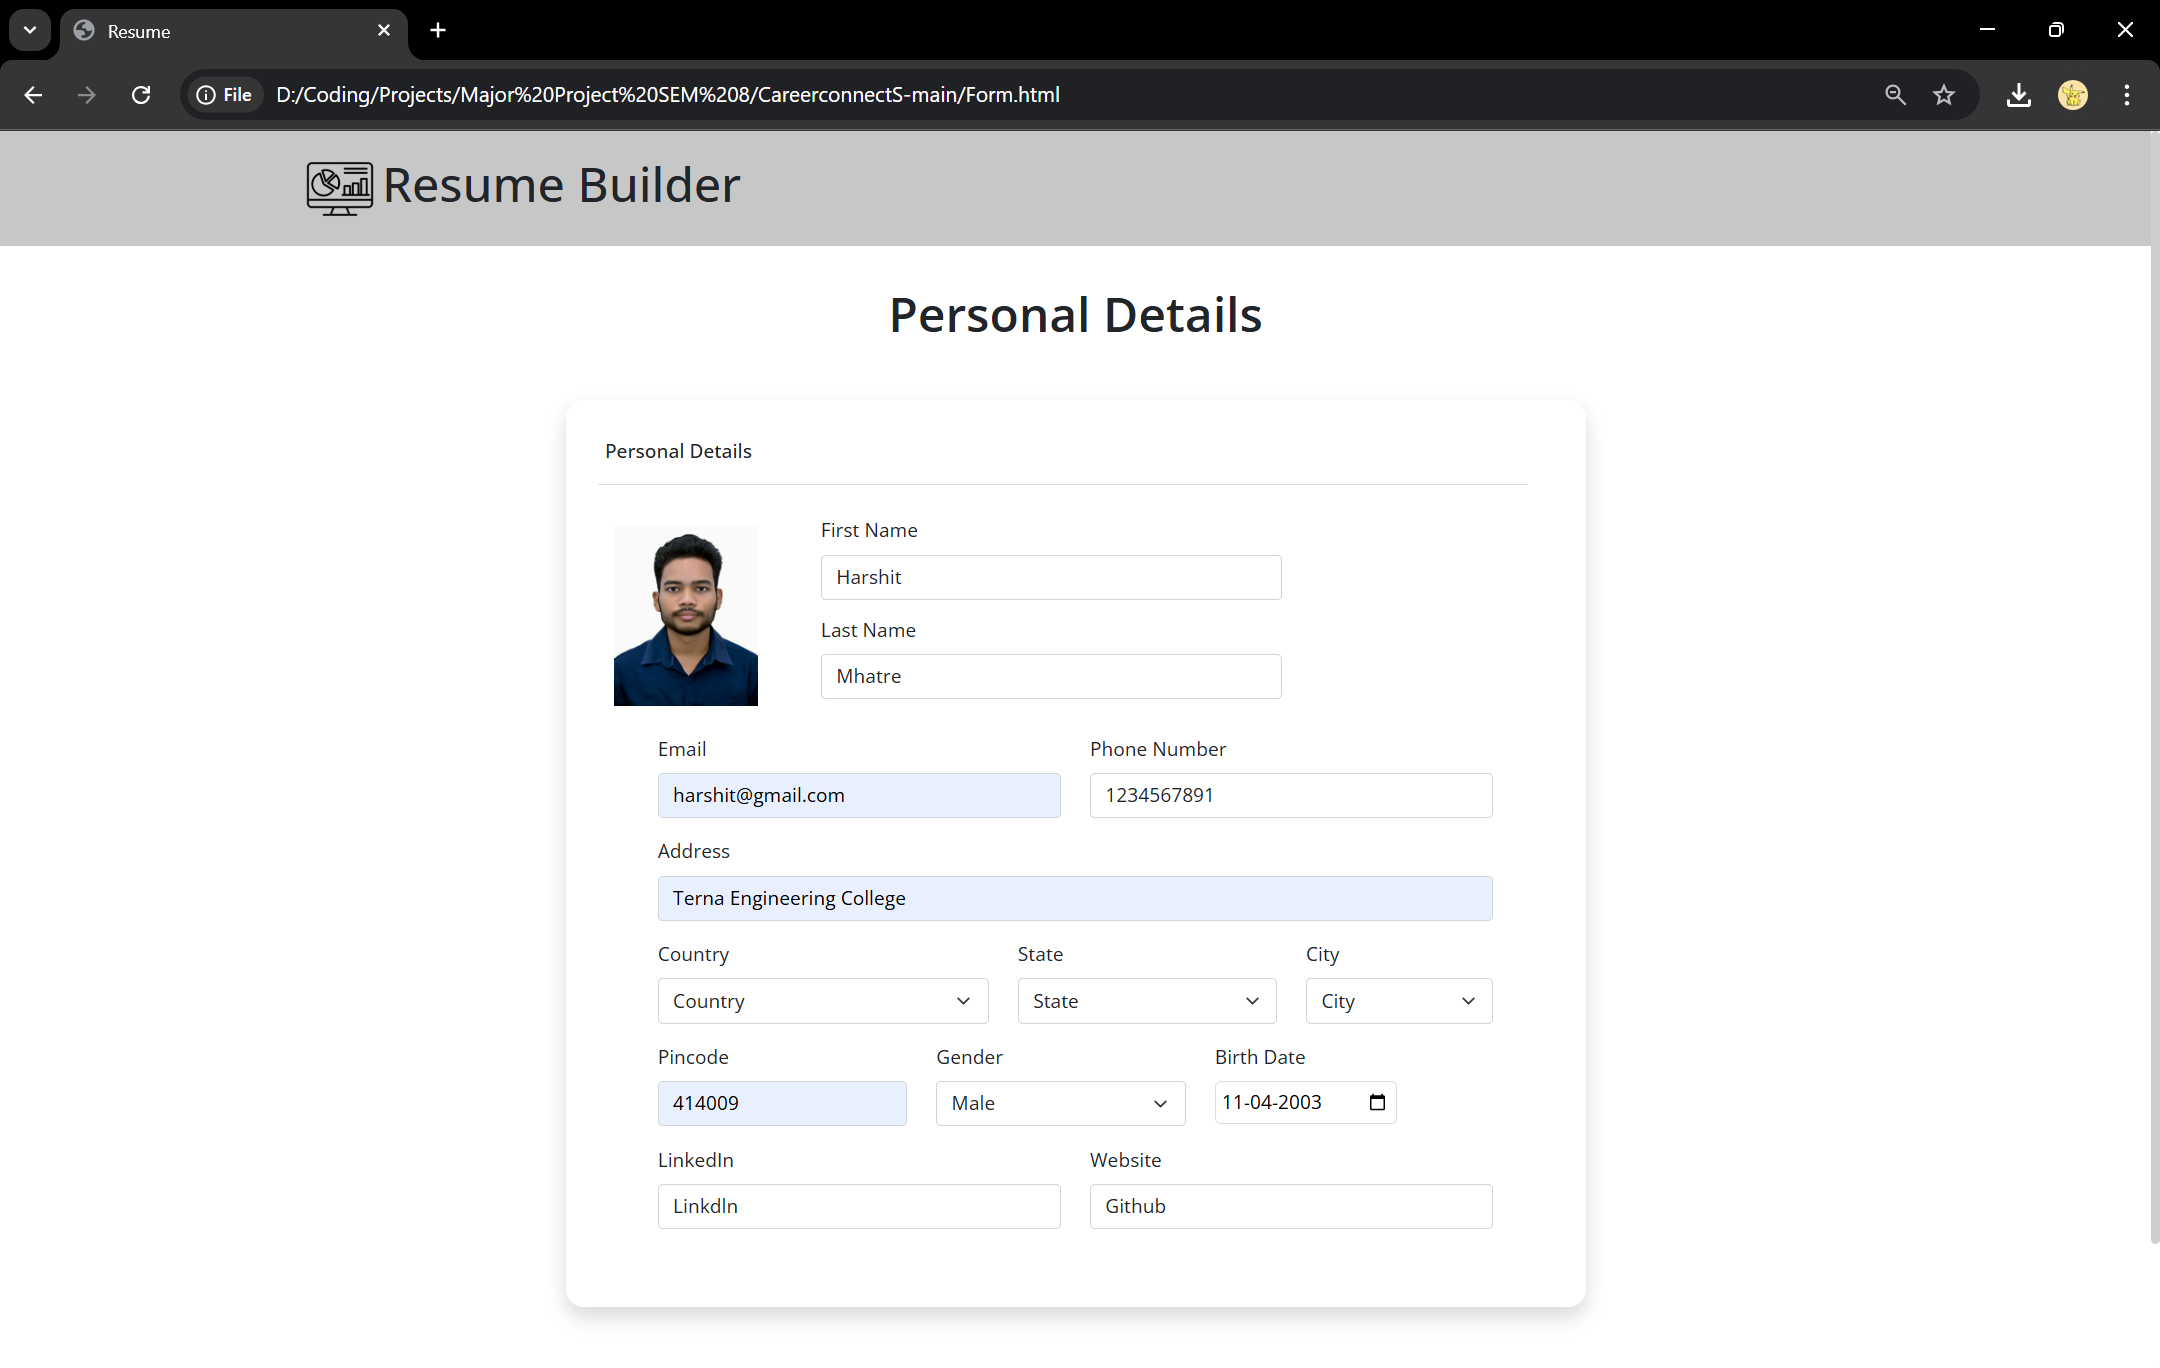 Resume
File D:/Coding/Projects/Major%20Project%20SEM%208/CareerconnectS-main/Form.html
Resume Builder
Personal Details
Personal Details
First Name
Harshit
Last Name
Mhatre
Email Phone Number
harshit@gmail.com 1234567891
Address
Terna Engineering College
Country State City
Country State City
Pincode Gender Birth Date
414009 Male 11-04-2003
LinkedIn Website
LinkdIn Github